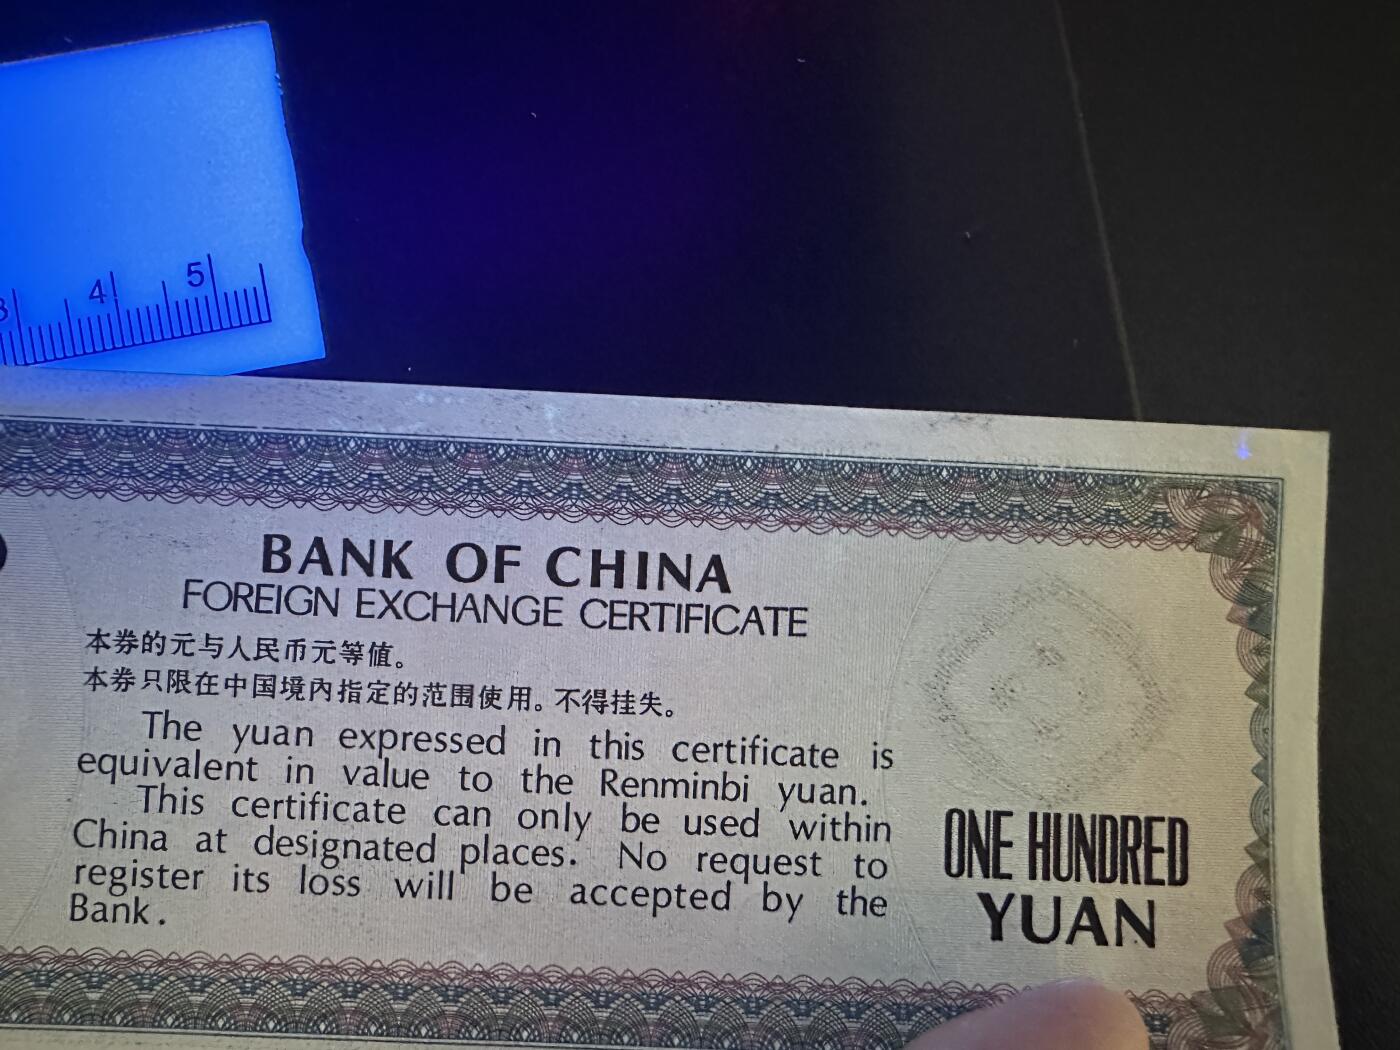 3 4 5
BANK OF CHINA
FOREIGN EXCHANGE CERTIFICATE
本券的元与人民币元等值。
本券只限在中国境内指定的范围使用。不得挂失。
The yuan expressed in this certificate is
equivalent in value to the Renminbi yuan.
This certificate can only be used within
China at designated places. No request to
register its loss will be accepted by the
Bank.
ONE HUNDRED
YUAN